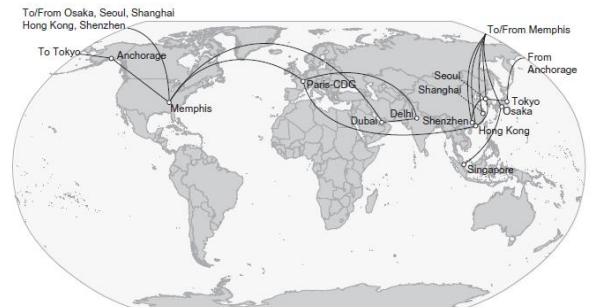 To/From Osaka, Seoul, Shanghai
Hong Kong, Shenzhen
To Tokyo
Anchorage
Memphis
Paris-CDG
Dubai
Delhi
To/From Memphis
From
Anchorage
Seoul
Shanghai
Tokyo
Osaka
Shenzhen
Hong Kong
Singapore